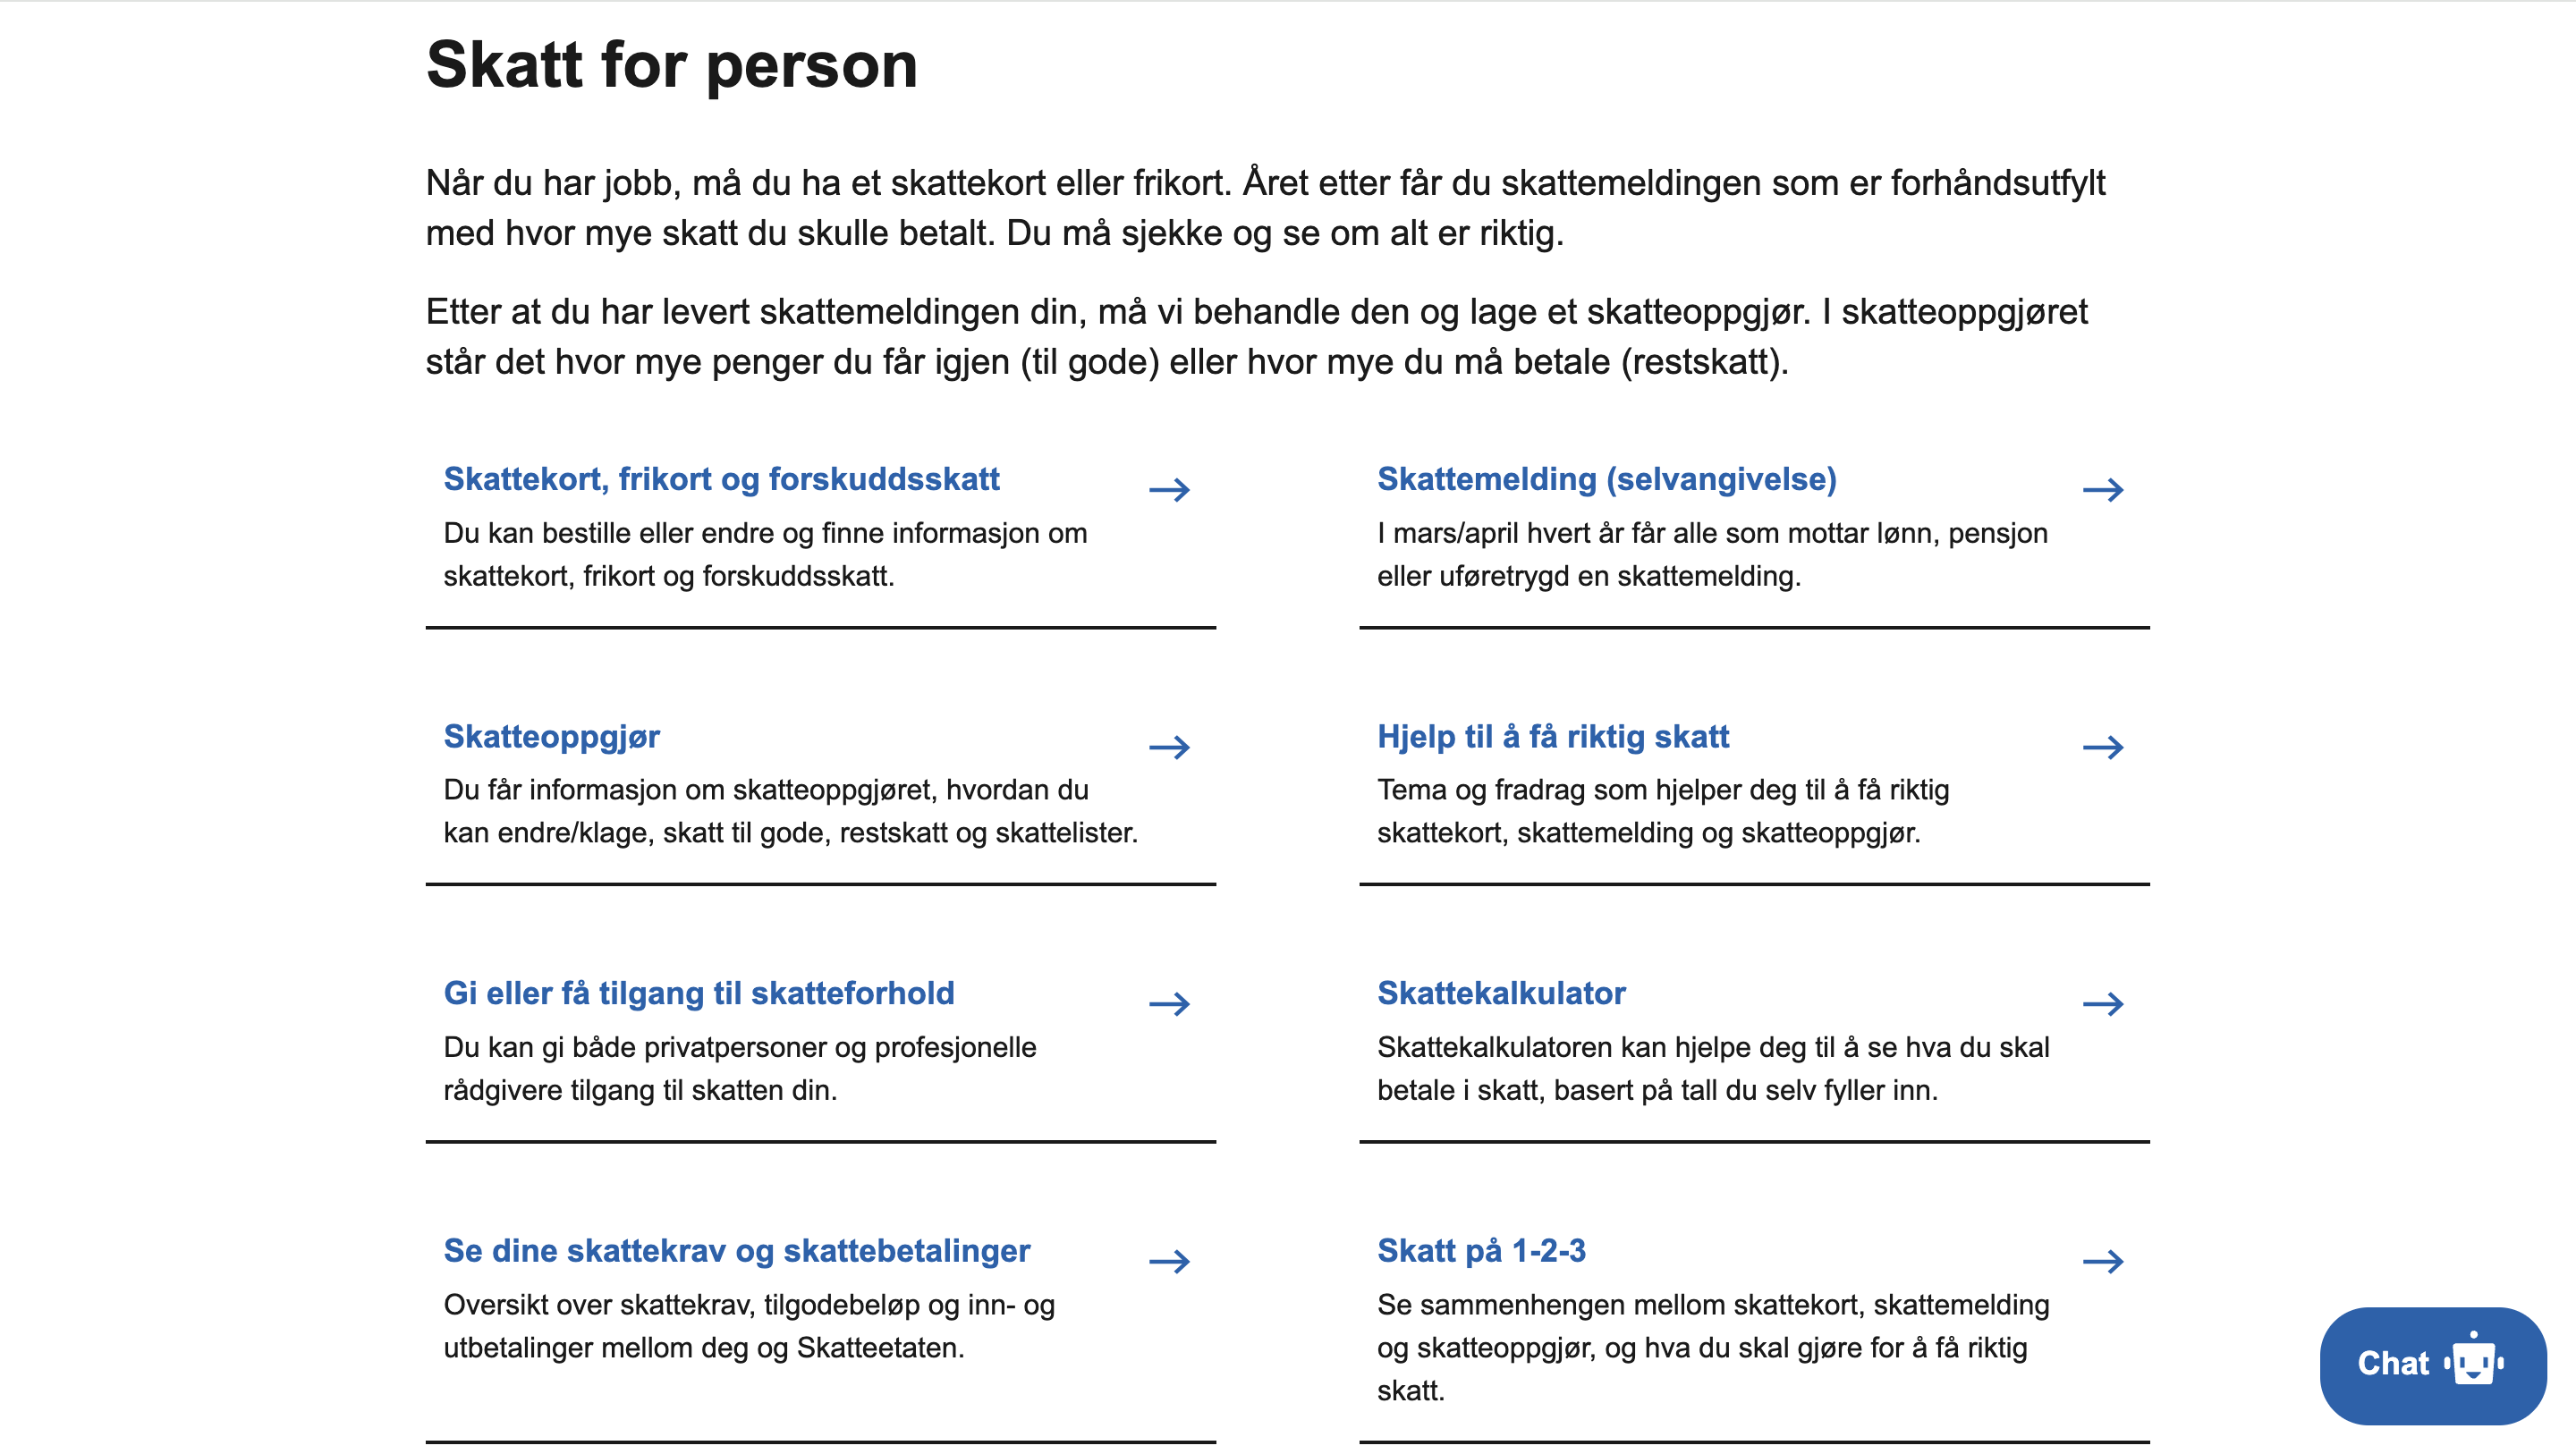 Skatt for person
Når du har jobb, må du ha et skattekort eller frikort. Året etter får du skattemeldingen som er forhåndsutfylt
med hvor mye skatt du skulle betalt. Du må sjekke og se om alt er riktig.
Etter at du har levert skattemeldingen din, må vi behandle den og lage et skatteoppgjør. I skatteoppgjøret
står det hvor mye penger du får igjen (til gode) eller hvor mye du må betale (restskatt).
Skattekort, frikort og forskuddsskatt
Du kan bestille eller endre og finne informasjon om
skattekort, frikort og forskuddsskatt.
Skattemelding (selvangivelse)
I mars/april hvert år får alle som mottar lønn, pensjon
eller uføretrygd en skattemelding.
Skatteoppgjør
Du får informasjon om skatteoppgjøret, hvordan du
kan endre/klage, skatt til gode, restskatt og skattelister.
Hjelp til å få riktig skatt
Tema og fradrag som hjelper deg til å få riktig
skattekort, skattemelding og skatteoppgjør.
Gi eller få tilgang til skatteforhold
Du kan gi både privatpersoner og profesjonelle
rådgivere tilgang til skatten din.
Skattekalkulator
Skattekalkulatoren kan hjelpe deg til å se hva du skal
betale i skatt, basert på tall du selv fyller inn.
Se dine skattekrav og skattebetalinger
Oversikt over skattekrav, tilgodebeløp og inn- og
utbetalinger mellom deg og Skatteetaten.
Skatt på 1-2-3
Se sammenhengen mellom skattekort, skattemelding
og skatteoppgjør, og hva du skal gjøre for å få riktig
skatt.
Chat